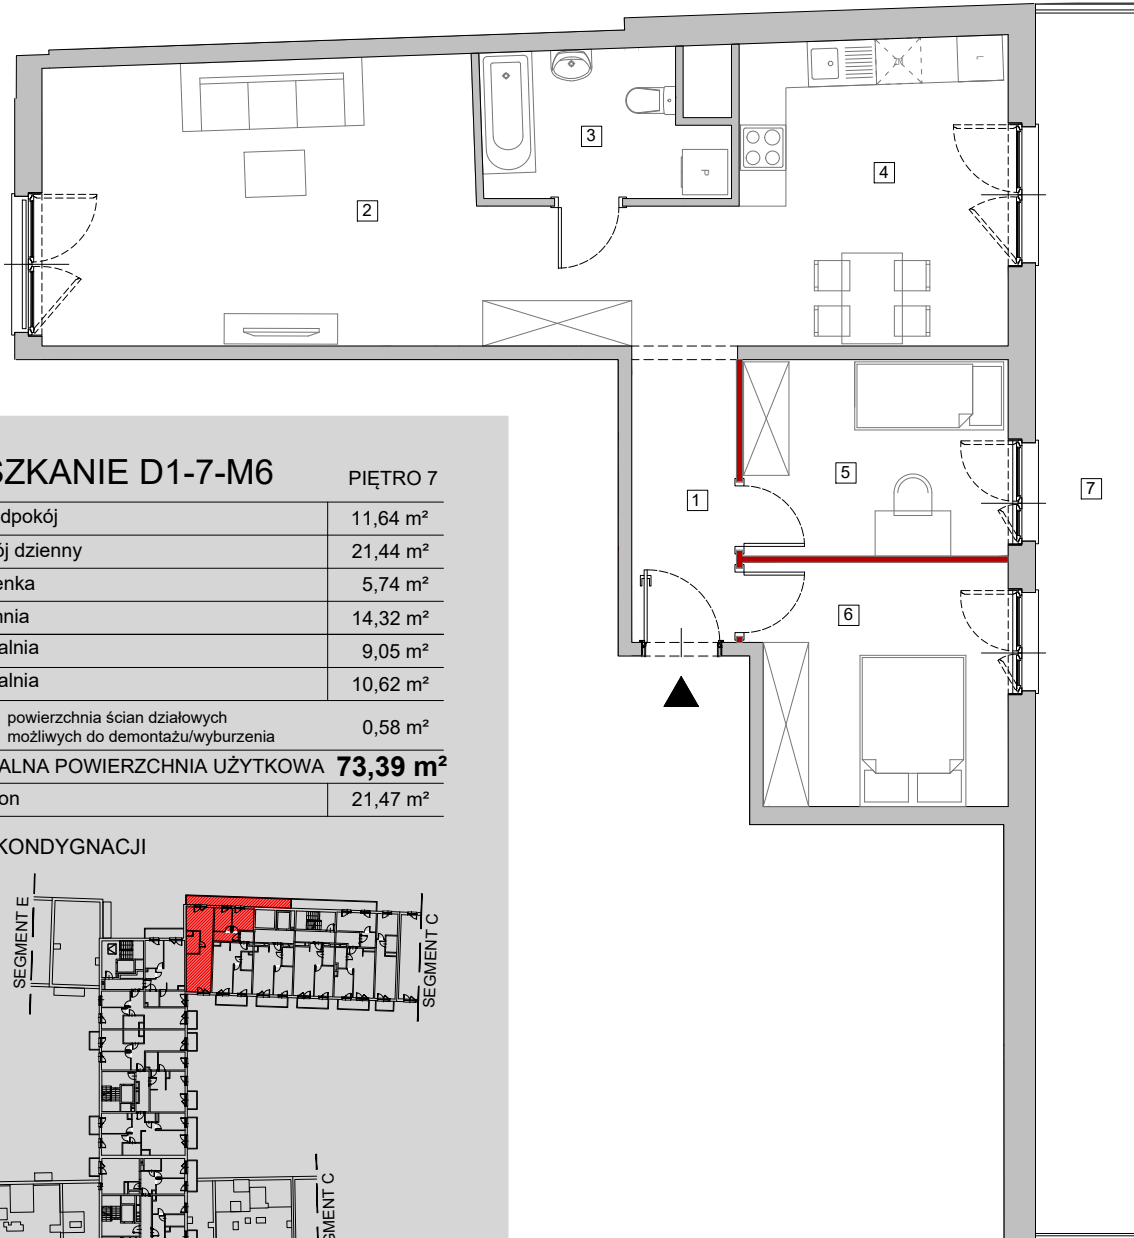 2
3
4
P
L
1
5
6
7
SZKANIE D1-7-M6 PIĘTRO 7
dpokój 11,64 m²
ój dzienny 21,44 m²
enka 5,74 m²
hnia 14,32 m²
alnia 9,05 m²
alnia 10,62 m²
powierzchnia ścian działowych
możliwych do demontażu/wyburzenia 0,58 m²
ALNA POWIERZCHNIA UŻYTKOWA 73,39 m²
on 21,47 m²
KONDYGNACJI
SEGMENT E
SEGMENT C
GMENT C